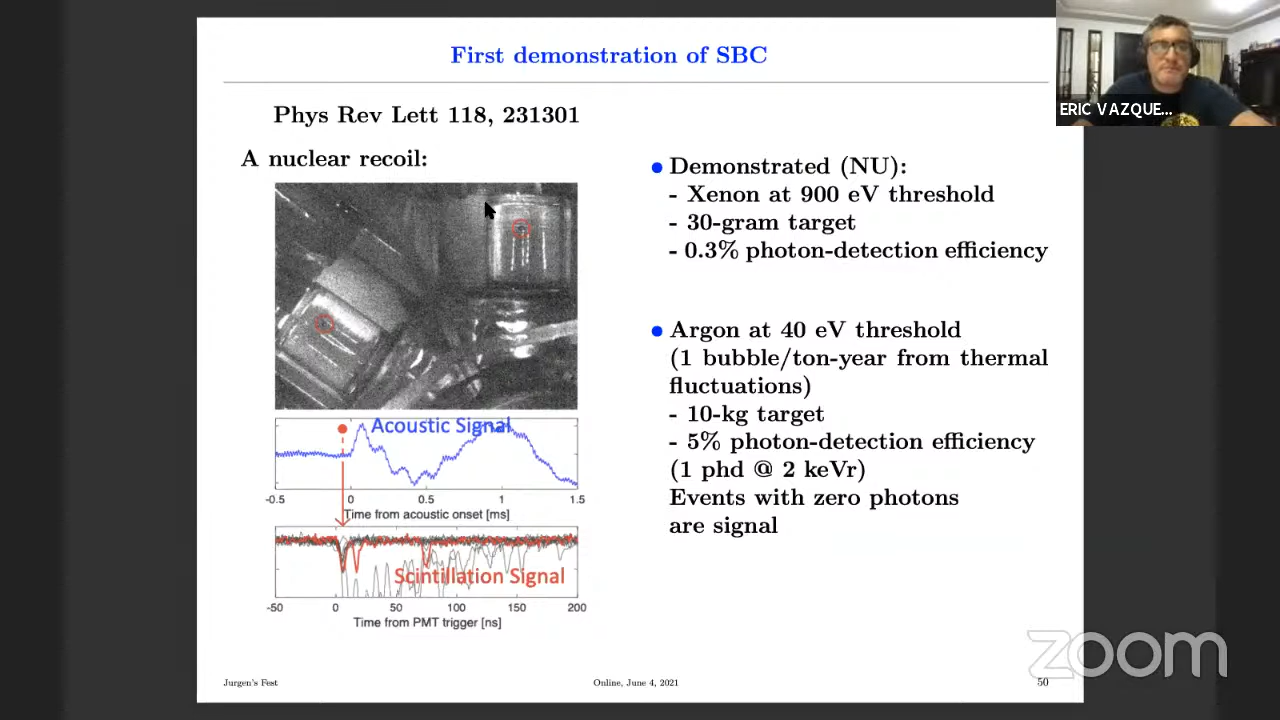 First demonstration of SBC
ERIC VAZQUE...
Phys Rev Lett 118, 231301
A nuclear recoil:
Acoustic Signal
-0.5 0 0.5 1 1.5
Time from acoustic onset [ms]
Scintillation Signal
-50 0 50 100 150 200
Time from PMT trigger [ns]
• Demonstrated (NU):
- Xenon at 900 eV threshold
- 30-gram target
- 0.3% photon-detection efficiency
• Argon at 40 eV threshold
(1 bubble/ton-year from thermal
fluctuations)
- 10-kg target
- 5% photon-detection efficiency
(1 phd @ 2 keVr)
Events with zero photons
are signal
zoom
Jurgen's Fest Online, June 4, 2021 50